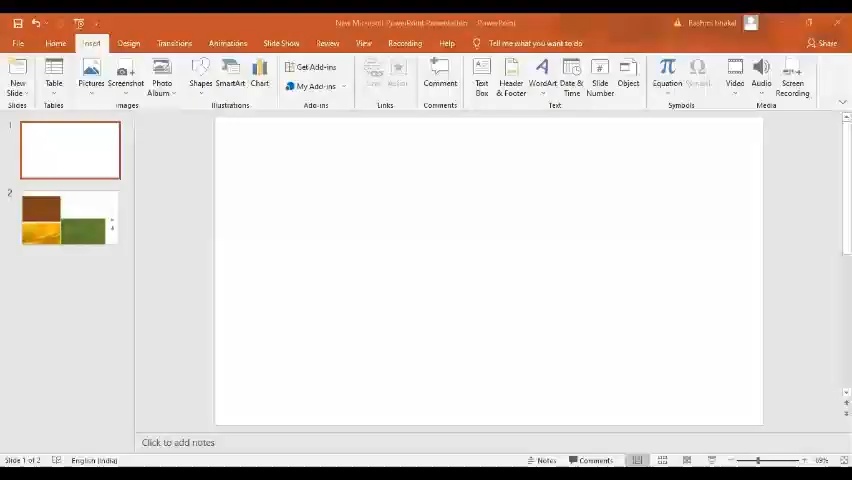 New Microsoft PowerPoint Presentation - PowerPoint
File Home Insert Design Transitions Animations Slide Show Review View Recording Help Tell me what you want to do Share
New Slide Table Pictures Screenshot Photo Album Shapes SmartArt Chart Get Add-ins My Add-ins Action Comment Text Box Header & Footer WordArt Date & Time Slide Number Object Equation Symbol Video Audio Screen Recording
Slides Tables Images Illustrations Add-ins Links Comments Text Symbols Media
1
2
Click to add notes
Slide 1 of 2 English (India) Notes Comments 69%